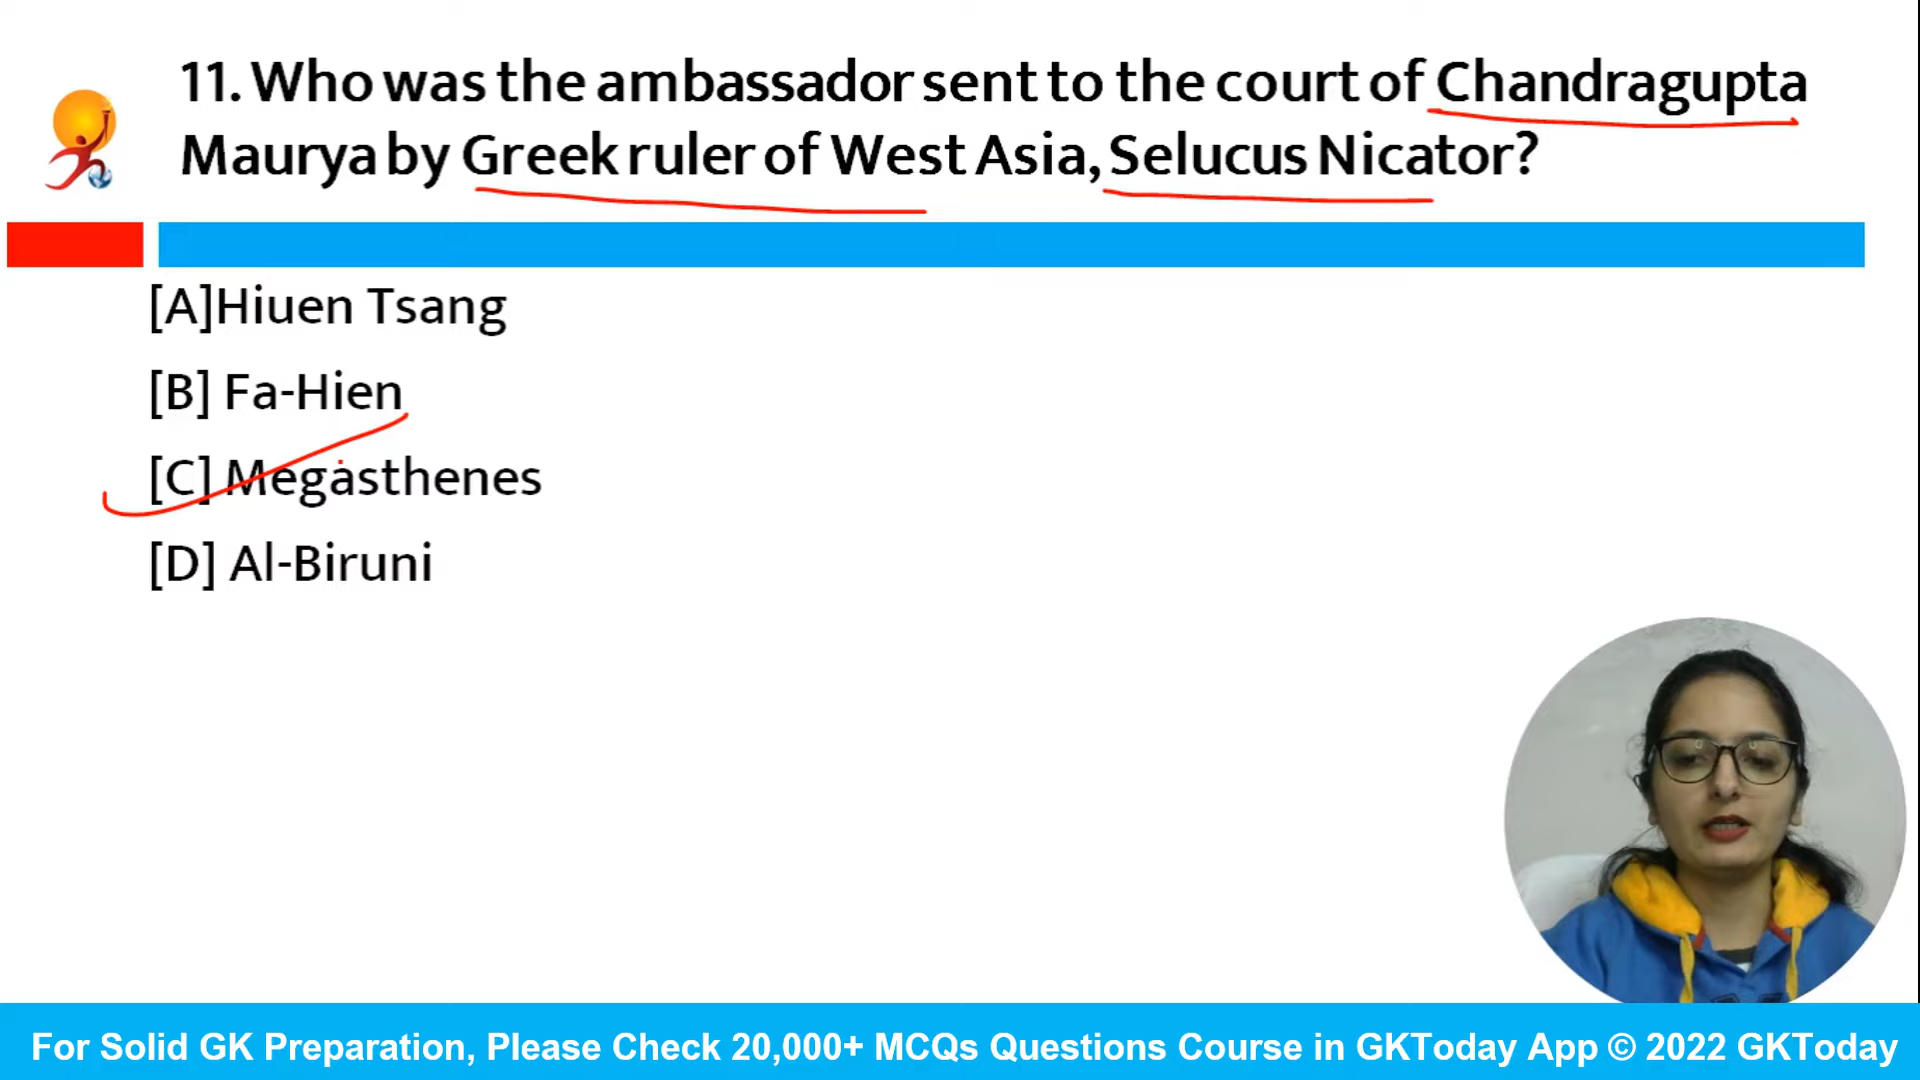 11. Who was the ambassador sent to the court of Chandragupta
Maurya by Greek ruler of West Asia, Selucus Nicator?
[A]Hiuen Tsang
[B] Fa-Hien
[C] Megasthenes
[D] Al-Biruni
For Solid GK Preparation, Please Check 20,000+ MCQs Questions Course in GKToday App © 2022 GKToday